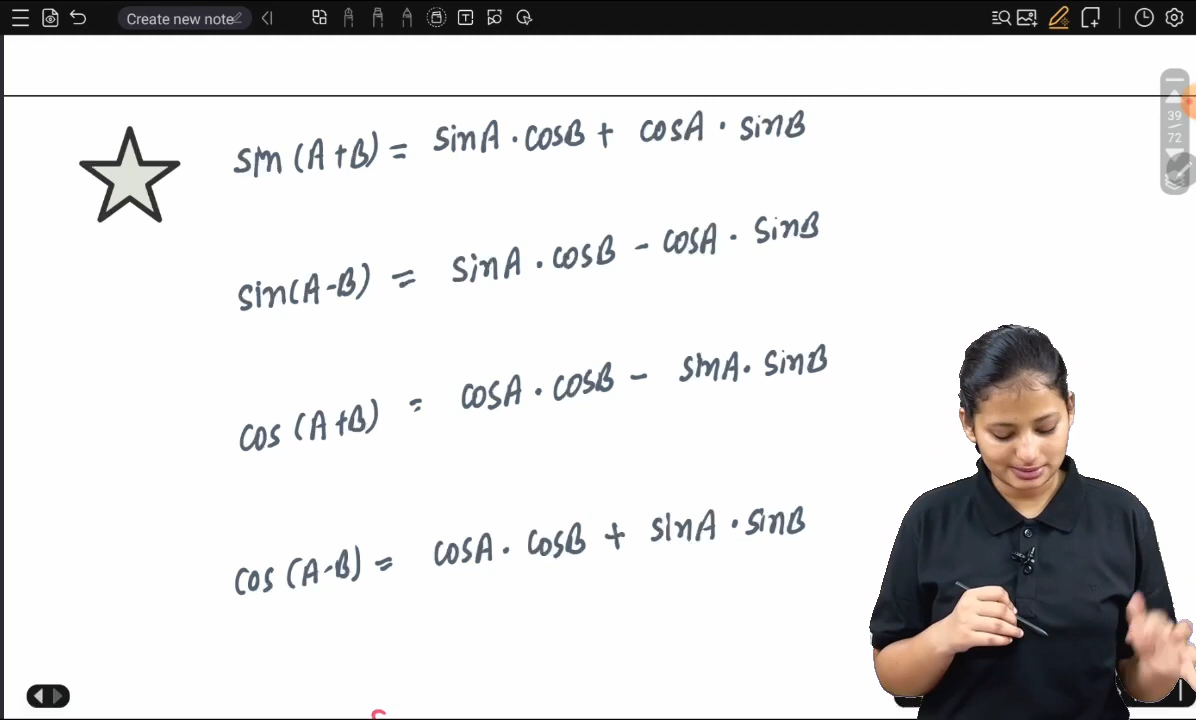 Create new note
39
72
sin (A+B) = sinA · cosB + cosA · sinB
sin(A-B) = sinA · cosB - cosA · sinB
cos (A+B) = cosA · cosB - sinA · sinB
cos (A-B) = cosA · cosB + sinA · sinB